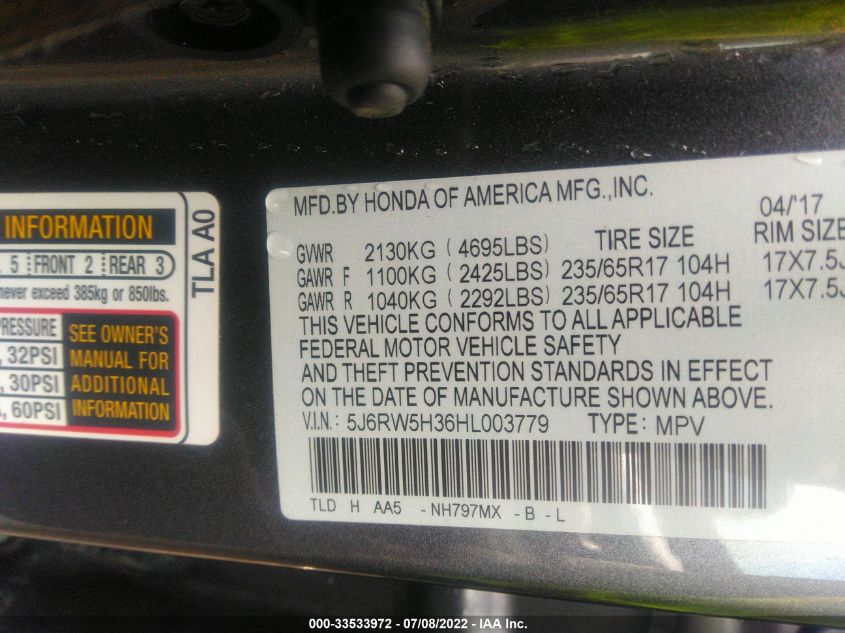 INFORMATION
5 FRONT 2 REAR 3
never exceed 385kg or 850lbs.
PRESSURE
SEE OWNER'S
MANUAL FOR
ADDITIONAL
INFORMATION
, 32PSI
, 30PSI
, 60PSI
TLA A0
MFD.BY HONDA OF AMERICA MFG.,INC.
04/'17
GVWR 2130KG (4695LBS) TIRE SIZE RIM SIZE
GAWR F 1100KG (2425LBS) 235/65R17 104H 17X7.5J
GAWR R 1040KG (2292LBS) 235/65R17 104H 17X7.5J
THIS VEHICLE CONFORMS TO ALL APPLICABLE
FEDERAL MOTOR VEHICLE SAFETY
AND THEFT PREVENTION STANDARDS IN EFFECT
ON THE DATE OF MANUFACTURE SHOWN ABOVE.
V.I.N.: 5J6RW5H36HL003779 TYPE: MPV
TLD H AA5 -NH797MX -B -L
000-33533972 - 07/08/2022 - IAA Inc.